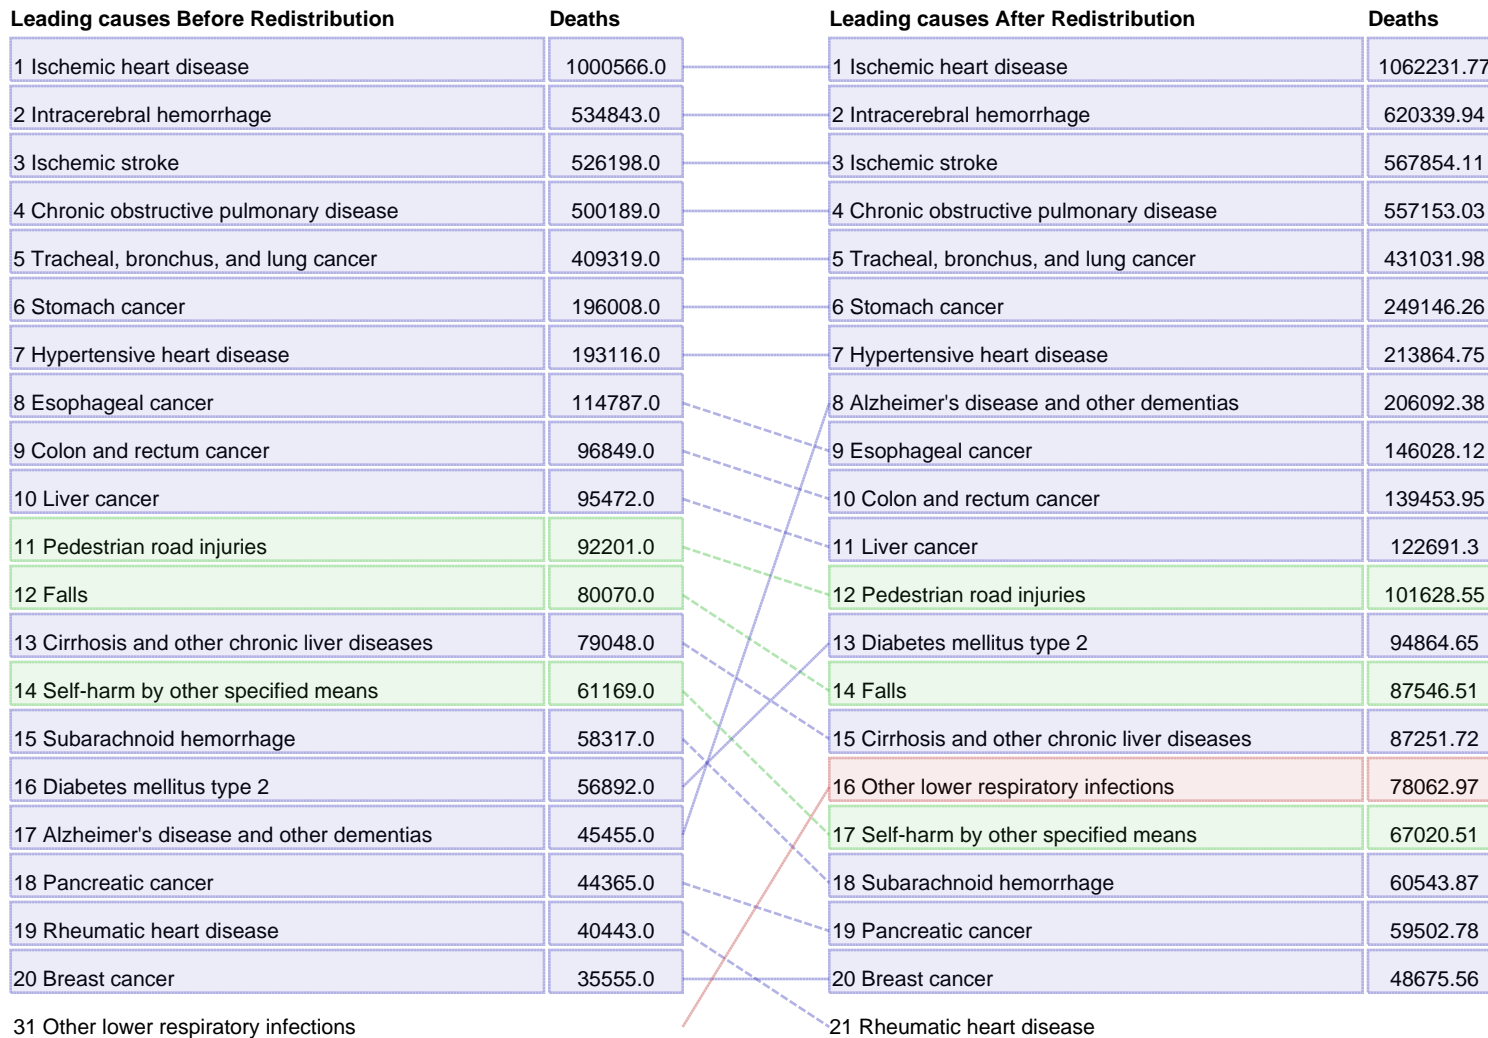 Leading causes Before Redistribution Deaths Leading causes After Redistribution Deaths
1 Ischemic heart disease 1000566.0 1 Ischemic heart disease 1062231.77
2 Intracerebral hemorrhage 534843.0 2 Intracerebral hemorrhage 620339.94
3 Ischemic stroke 526198.0 3 Ischemic stroke 567854.11
4 Chronic obstructive pulmonary disease 500189.0 4 Chronic obstructive pulmonary disease 557153.03
5 Tracheal, bronchus, and lung cancer 409319.0 5 Tracheal, bronchus, and lung cancer 431031.98
6 Stomach cancer 196008.0 6 Stomach cancer 249146.26
7 Hypertensive heart disease 193116.0 7 Hypertensive heart disease 213864.75
8 Esophageal cancer 114787.0 8 Alzheimer's disease and other dementias 206092.38
9 Colon and rectum cancer 96849.0 9 Esophageal cancer 146028.12
10 Liver cancer 95472.0 10 Colon and rectum cancer 139453.95
11 Pedestrian road injuries 92201.0 11 Liver cancer 122691.3
12 Falls 80070.0 12 Pedestrian road injuries 101628.55
13 Cirrhosis and other chronic liver diseases 79048.0 13 Diabetes mellitus type 2 94864.65
14 Self-harm by other specified means 61169.0 14 Falls 87546.51
15 Subarachnoid hemorrhage 58317.0 15 Cirrhosis and other chronic liver diseases 87251.72
16 Diabetes mellitus type 2 56892.0 16 Other lower respiratory infections 78062.97
17 Alzheimer's disease and other dementias 45455.0 17 Self-harm by other specified means 67020.51
18 Pancreatic cancer 44365.0 18 Subarachnoid hemorrhage 60543.87
19 Rheumatic heart disease 40443.0 19 Pancreatic cancer 59502.78
20 Breast cancer 35555.0 20 Breast cancer 48675.56
31 Other lower respiratory infections 21 Rheumatic heart disease